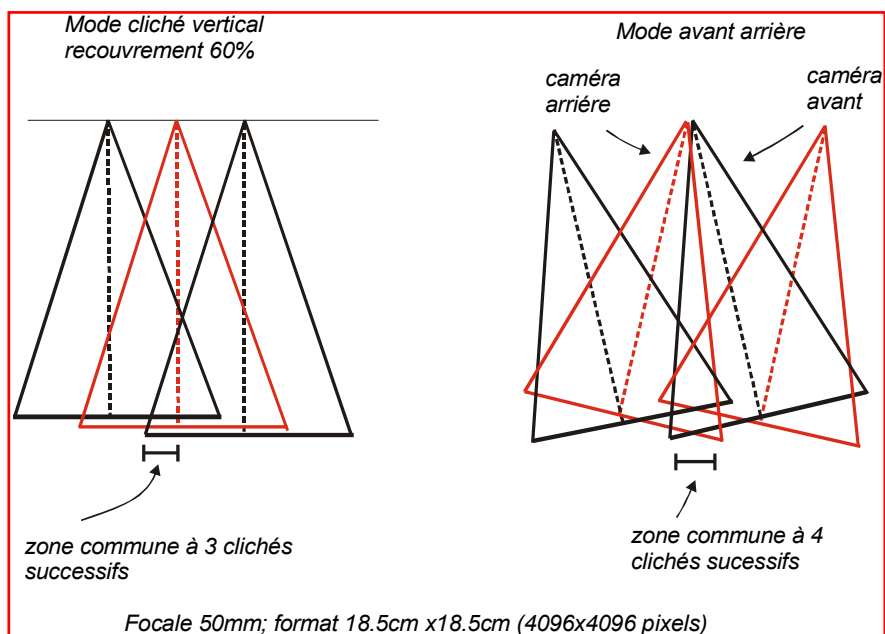 Mode cliché vertical
recouvrement 60%
Mode avant arrière
caméra
arriére
caméra
avant
zone commune à 3 clichés
successifs
zone commune à 4
clichés sucessifs
Focale 50mm; format 18.5cm x18.5cm (4096x4096 pixels)